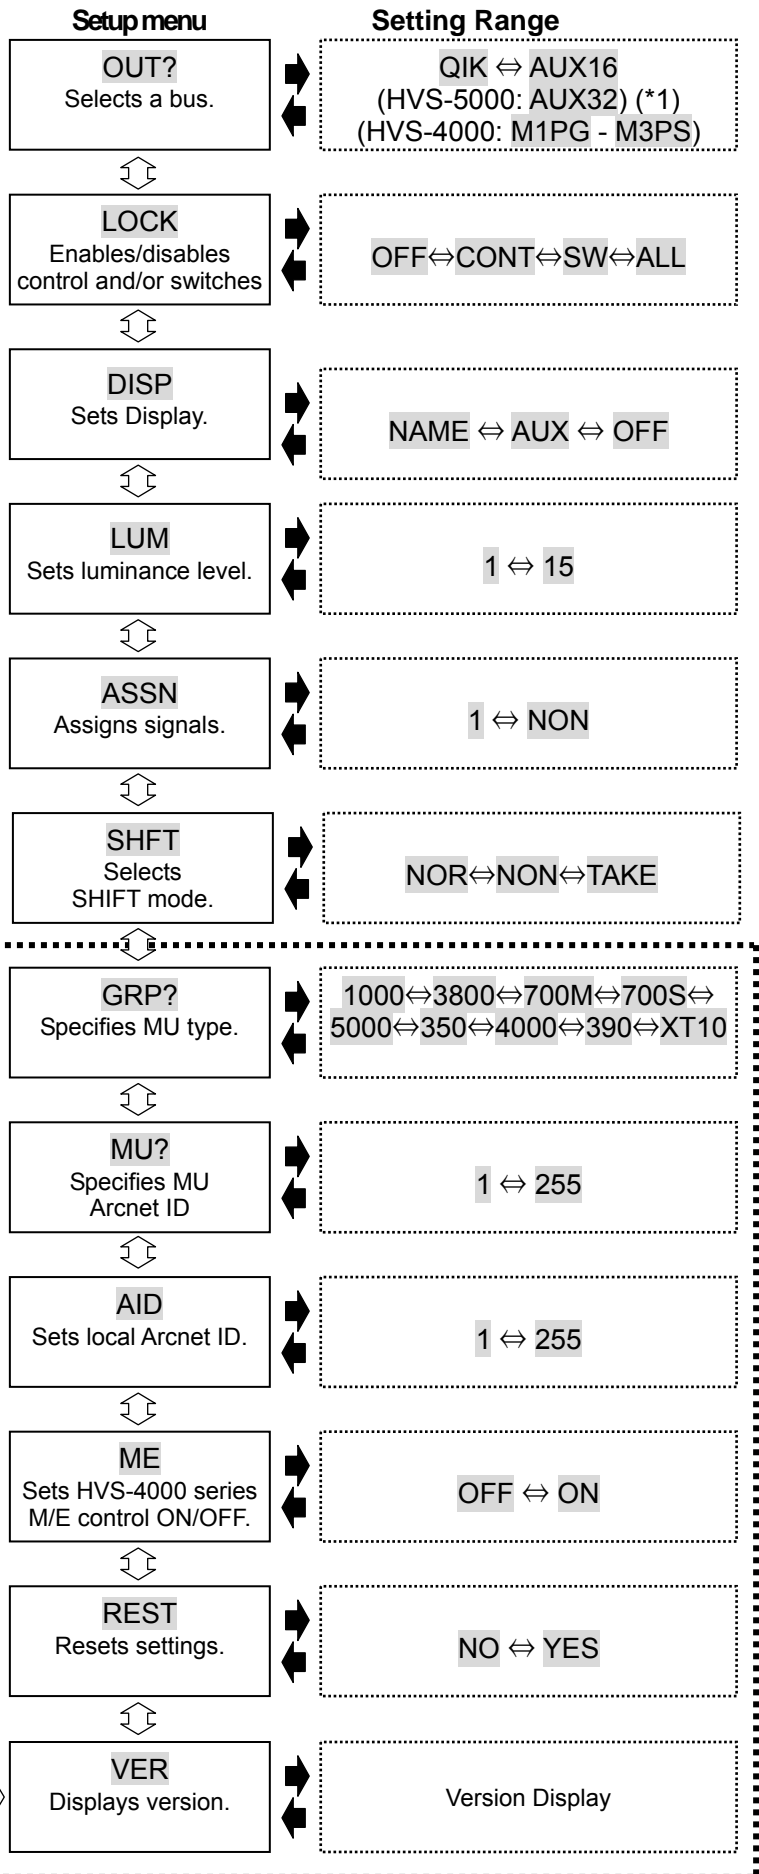 Setup menu Setting Range
OUT?
Selects a bus.
QIK ⇔ AUX16
(HVS-5000: AUX32) (*1)
(HVS-4000: M1PG - M3PS)
LOCK
Enables/disables
control and/or switches
OFF⇔CONT⇔SW⇔ALL
DISP
Sets Display.
NAME ⇔ AUX ⇔ OFF
LUM
Sets luminance level.
1 ⇔ 15
ASSN
Assigns signals.
1 ⇔ NON
SHFT
Selects
SHIFT mode.
NOR⇔NON⇔TAKE
GRP?
Specifies MU type.
1000⇔3800⇔700M⇔700S⇔
5000⇔350⇔4000⇔390⇔XT10
MU?
Specifies MU
Arcnet ID
1 ⇔ 255
AID
Sets local Arcnet ID.
1 ⇔ 255
ME
Sets HVS-4000 series
M/E control ON/OFF.
OFF ⇔ ON
REST
Resets settings.
NO ⇔ YES
VER
Displays version.
Version Display